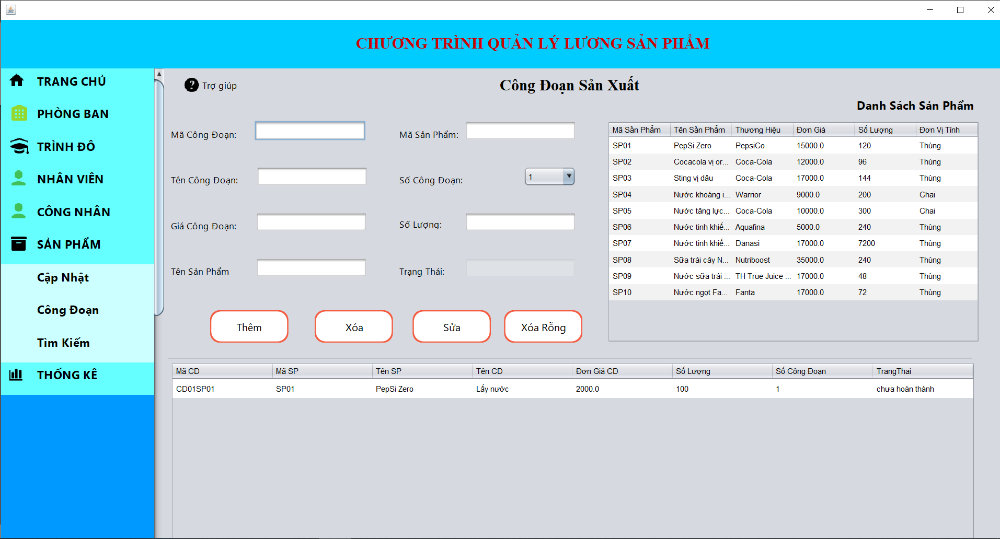 CHƯƠNG TRÌNH QUẢN LÝ LƯƠNG SẢN PHẨM
TRANG CHỦ
PHÒNG BAN
TRÌNH ĐÔ
NHÂN VIÊN
CÔNG NHÂN
SẢN PHẨM
Cập Nhật
Công Đoạn
Tìm Kiếm
THỐNG KÊ
? Trợ giúp
Công Đoạn Sản Xuất
Danh Sách Sản Phẩm
Mã Công Đoạn: Mã Sản Phẩm:
Tên Công Đoạn: Số Công Đoạn: 1
Giá Công Đoạn: Số Lượng:
Tên Sản Phẩm Trạng Thái:
Thêm Xóa Sửa Xóa Rỗng
Mã Sản Phẩm Tên Sản Phẩm Thương Hiệu Đơn Giá Số Lượng Đơn Vị Tính
SP01 PepSi Zero PepsiCo 15000.0 120 Thùng
SP02 Cocacola vị or... Coca-Cola 12000.0 96 Thùng
SP03 Sting vị dâu Coca-Cola 17000.0 144 Thùng
SP04 Nước khoáng i... Warrior 9000.0 200 Chai
SP05 Nước tăng lực... Coca-Cola 10000.0 300 Chai
SP06 Nước tinh khiế... Aquafina 5000.0 240 Thùng
SP07 Nước tinh khiế... Danasi 17000.0 7200 Thùng
SP08 Sữa trái cây N... Nutriboost 35000.0 240 Thùng
SP09 Nước sữa trái ... TH True Juice ... 17000.0 48 Thùng
SP10 Nước ngọt Fa... Fanta 17000.0 72 Thùng
Mã CD Mã SP Tên SP Tên CD Đơn Giá CD Số Lượng Số Công Đoạn TrangThai
CD01SP01 SP01 PepSi Zero Lấy nước 2000.0 100 1 chưa hoàn thành